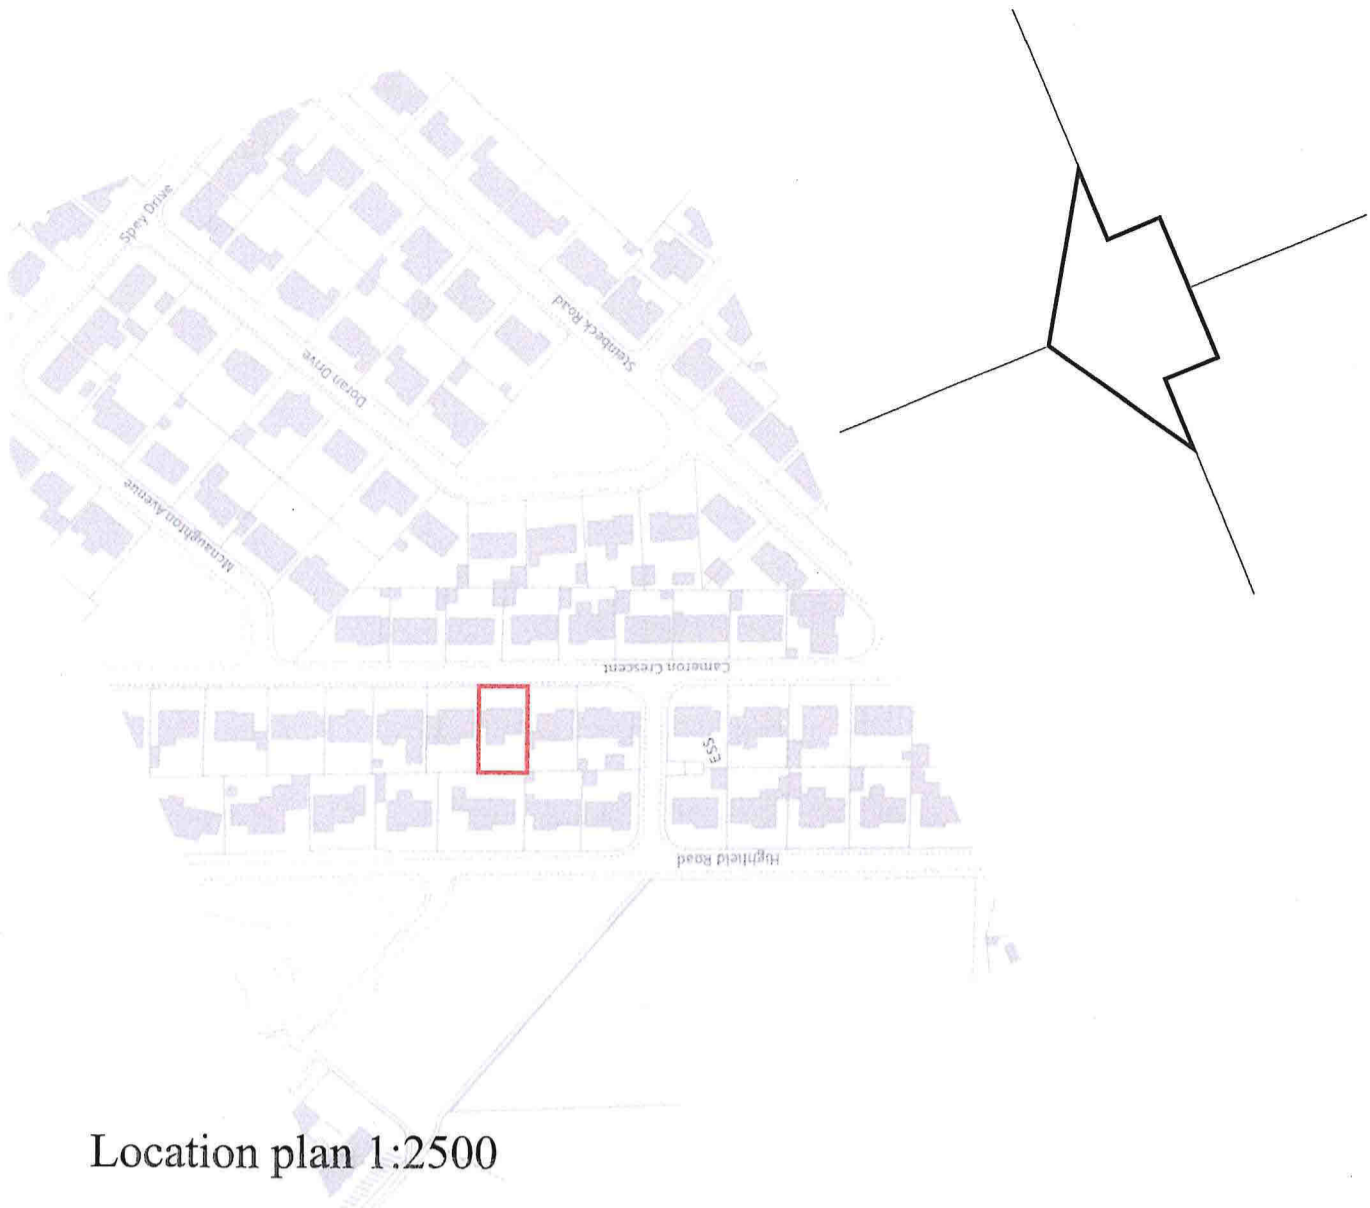 Spey Drive
Steinbeck Road
Doran Drive
Mcnaughton Avenue
Cameron Crescent
ESS
Highfield Road
Location plan 1:2500